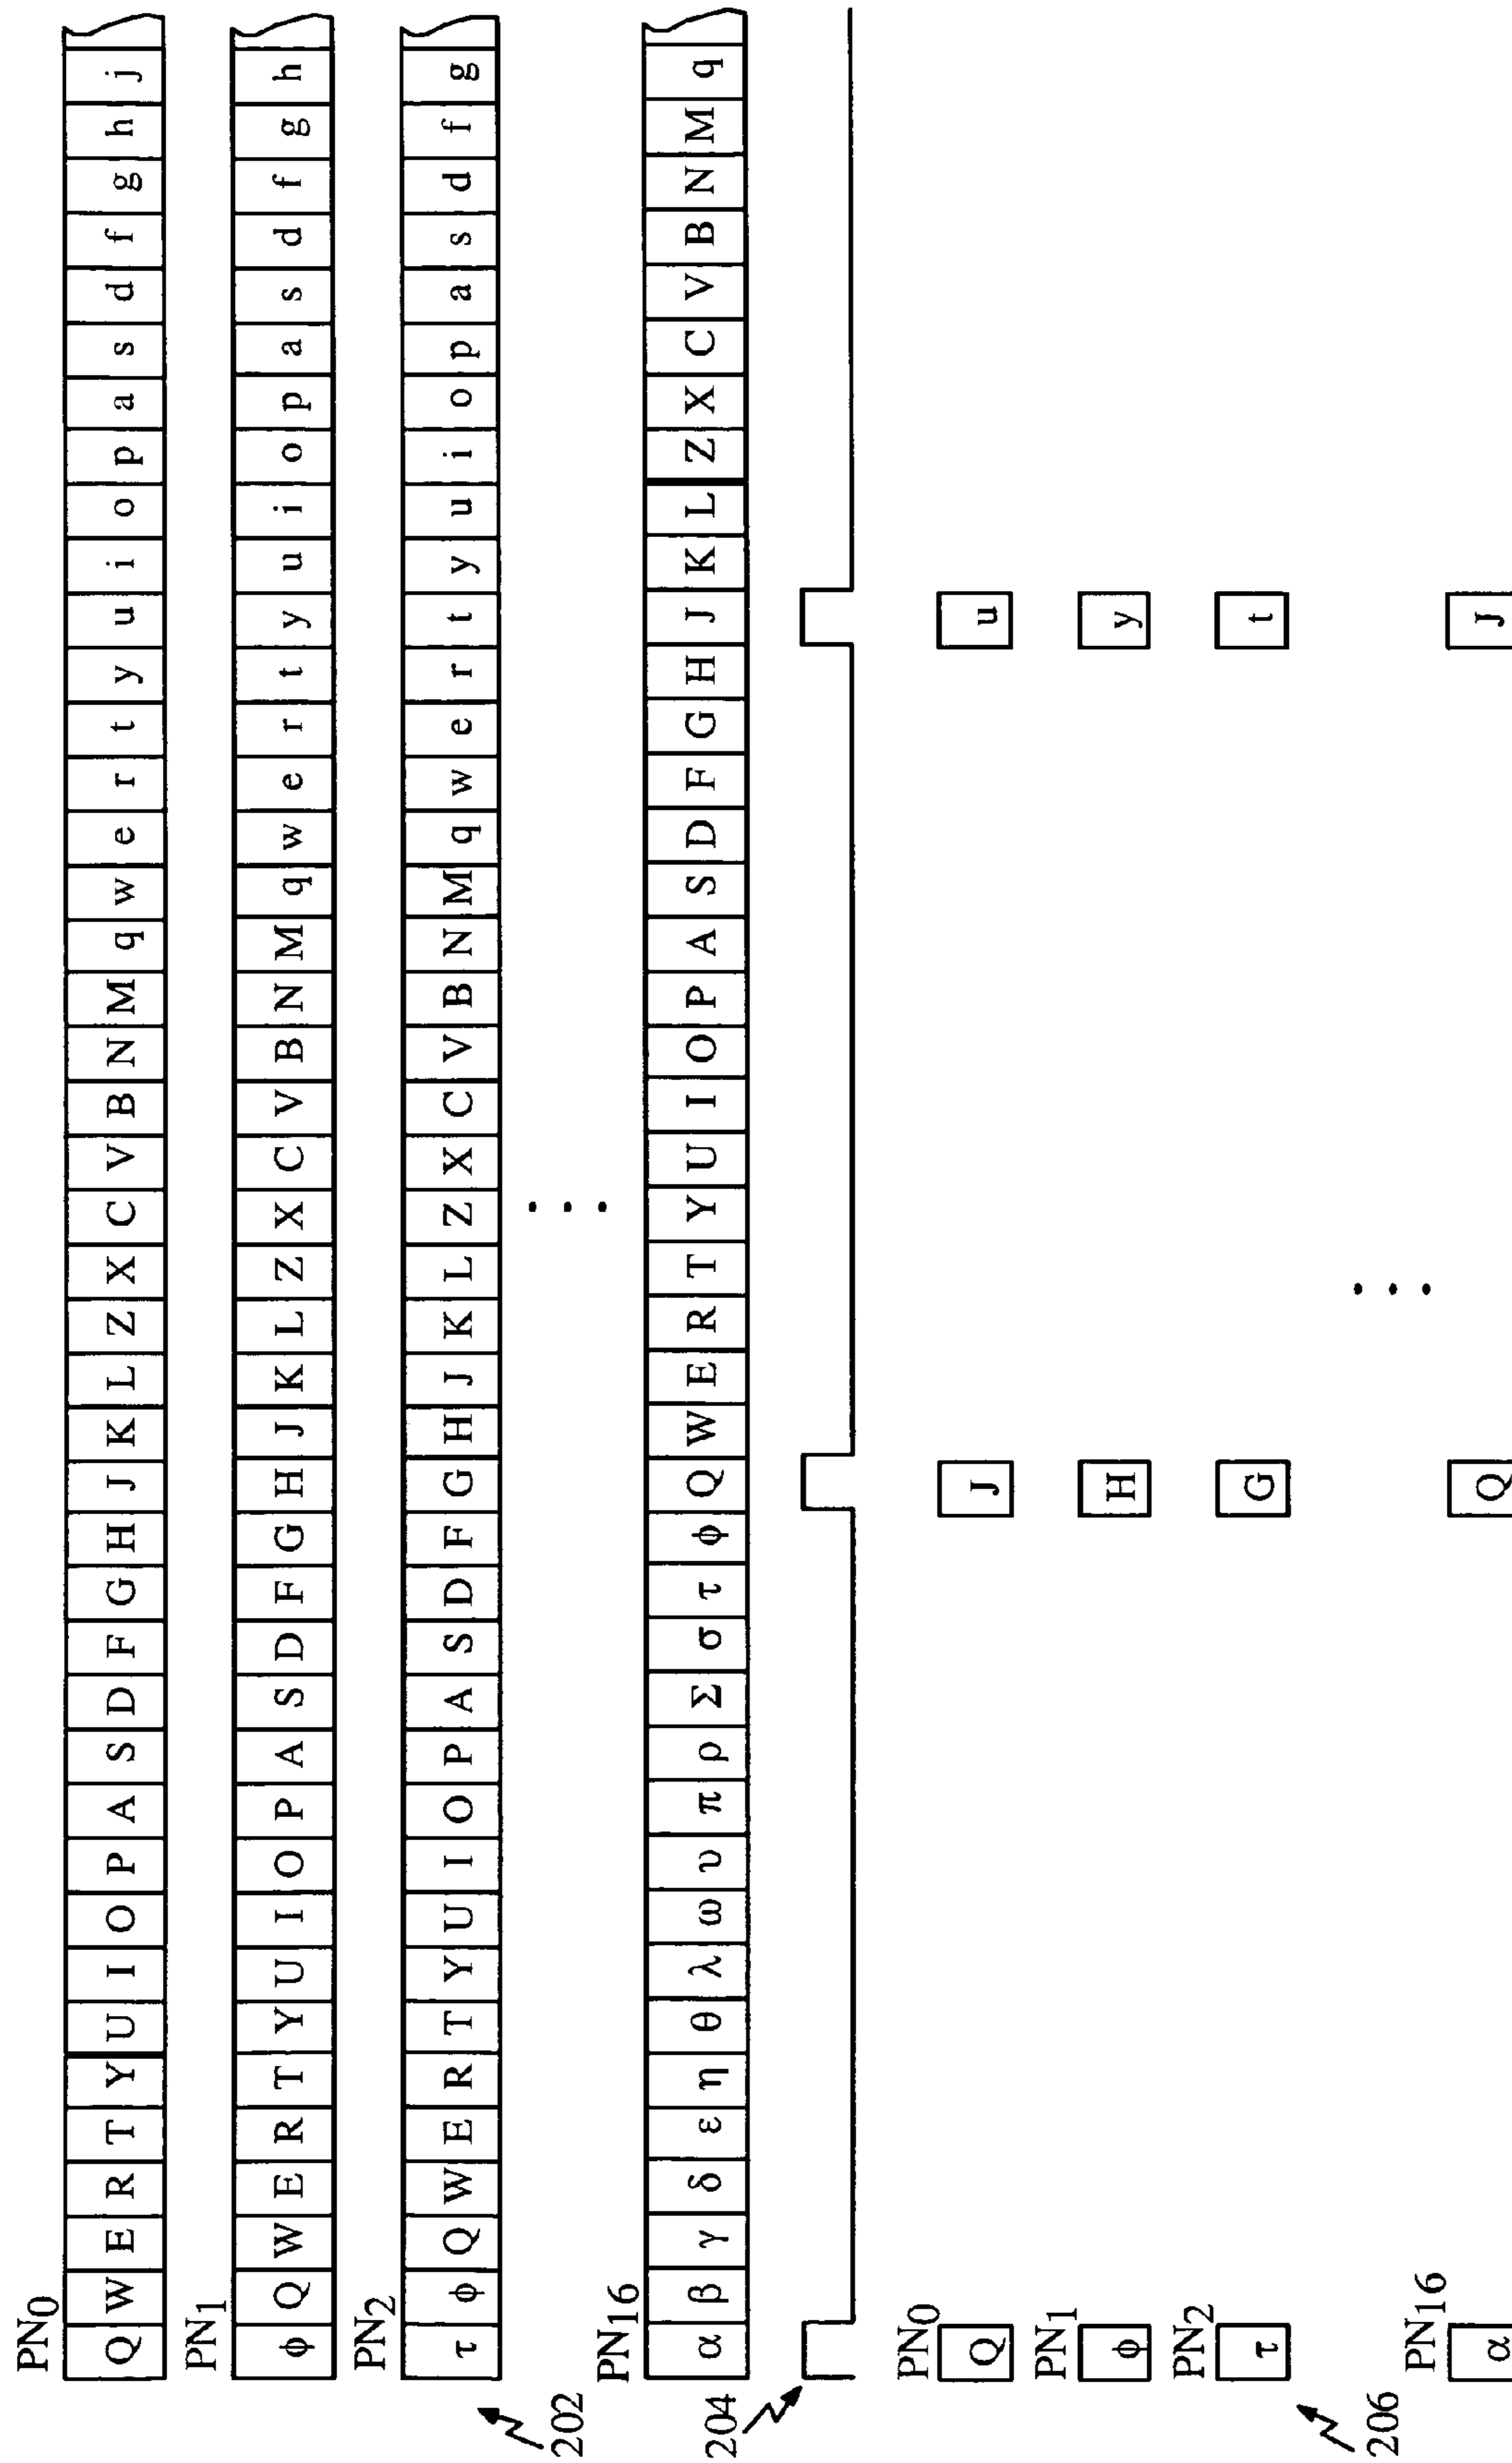 PN0
Q W E R T Y U I O P A S D F G H J K L Z X C V B N M q w e r t y u i o p a s d f g h j
PN1
ϕ Q W E R T Y U I O P A S D F G H J K L Z X C V B N M q w e r t y u i o p a s d f g h
PN2
τ ϕ Q W E R T Y U I O P A S D F G H J K L Z X C V B N M q w e r t y u i o p a s d f g
202
PN16
α β γ δ ε η θ λ ω υ π ρ Σ σ τ ϕ Q W E R T Y U I O P A S D F G H J K L Z X C V B N M q
204
PN0
Q J u
PN1
ϕ H y
PN2
τ G t
206
PN16
α Q J